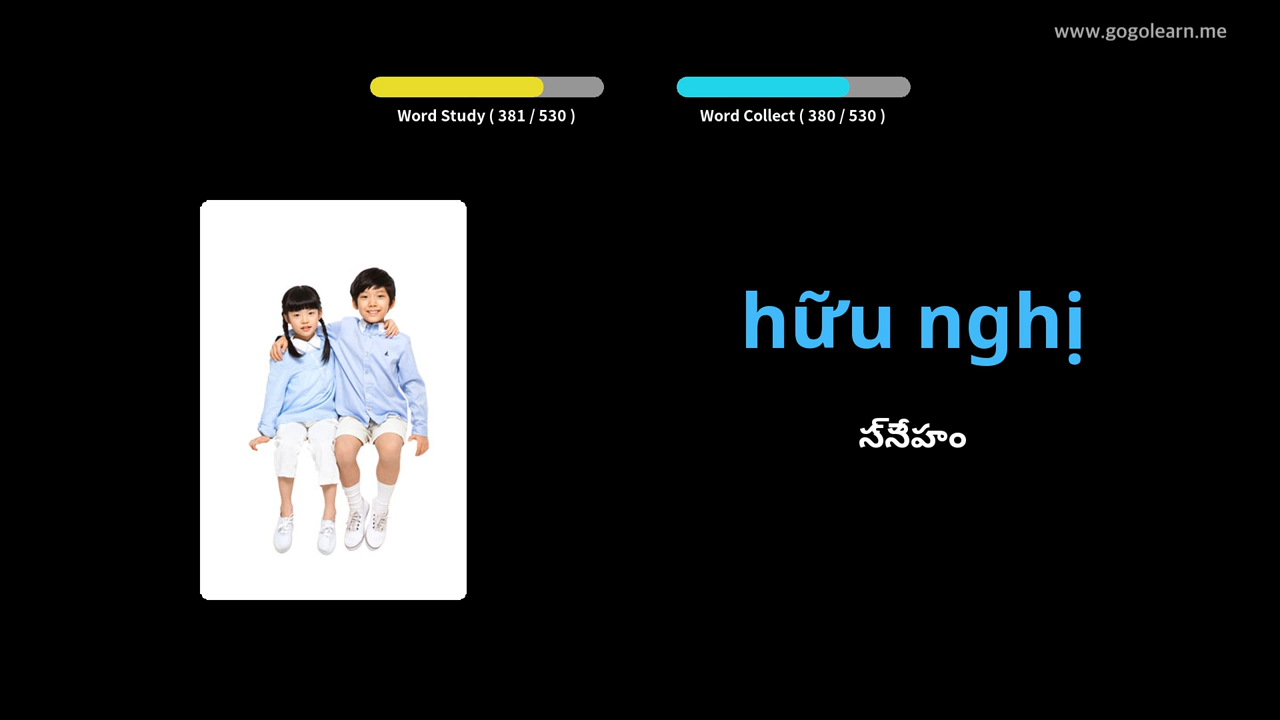 www.gogolearn.me
Word Study ( 381 / 530 )
Word Collect ( 380 / 530 )
hữu nghị
స్నేహం